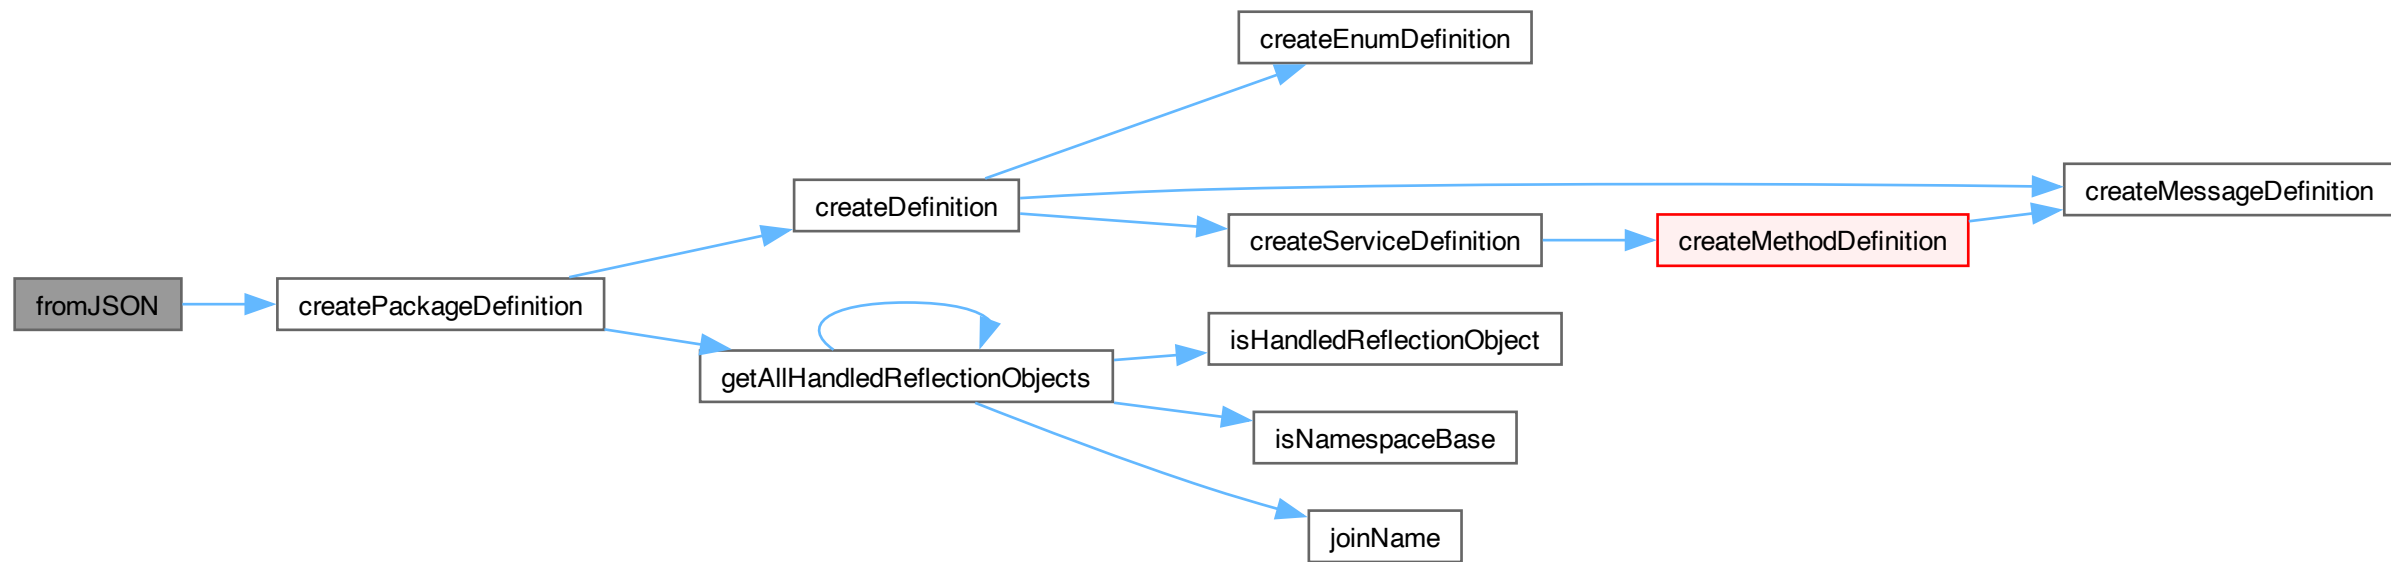 fromJSON
createPackageDefinition
createDefinition
createEnumDefinition
createMessageDefinition
createServiceDefinition
createMethodDefinition
getAllHandledReflectionObjects
isHandledReflectionObject
isNamespaceBase
joinName